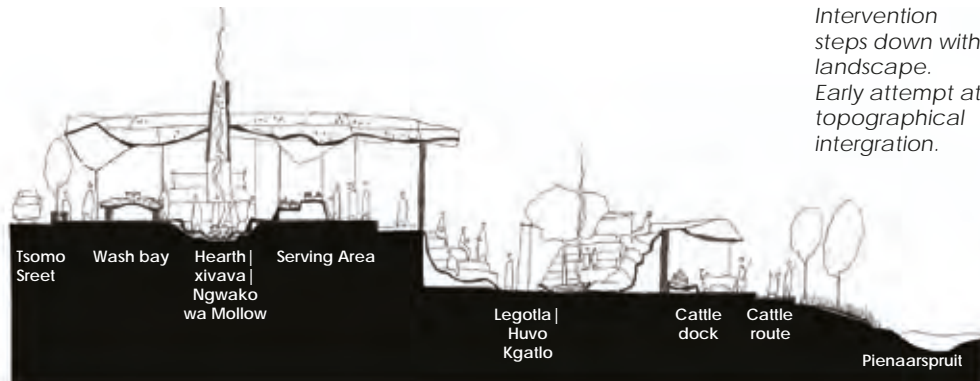 Intervention
steps down with
landscape.
Early attempt at
topographical
intergration.
Tsomo
Sreet
Wash bay
Hearth|
xivava|
Ngwako
wa Mollow
Serving Area
Legotla|
Huvo
Kgatlo
Cattle
dock
Cattle
route
Pienaarspruit